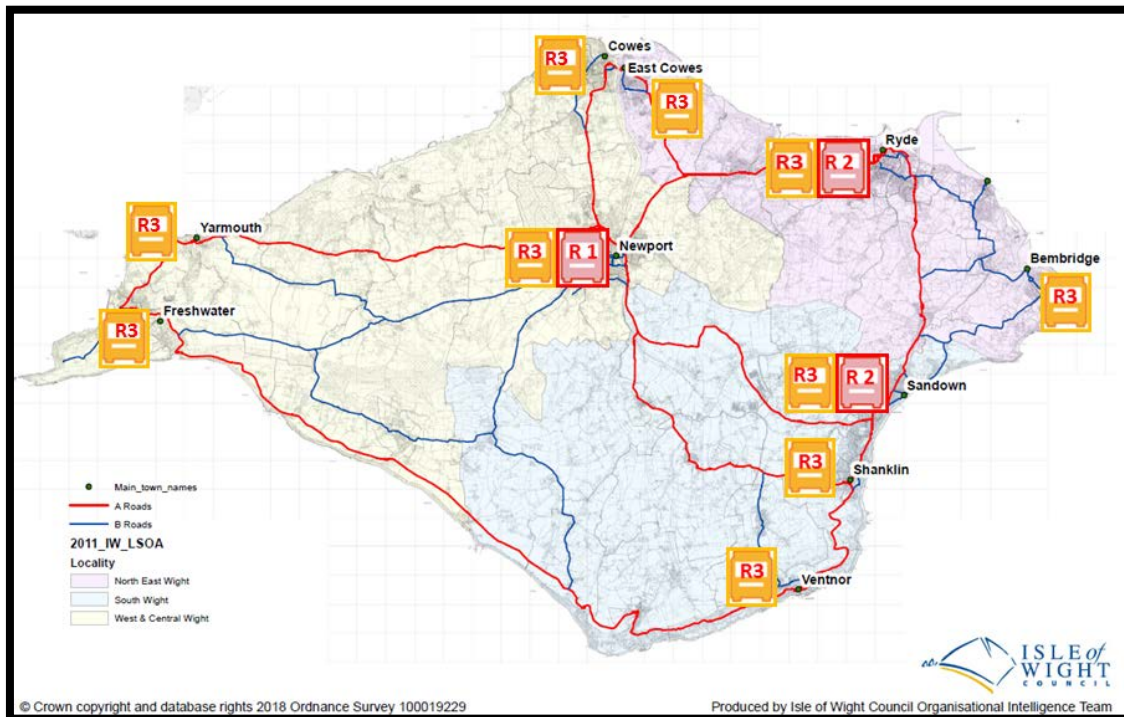 R3
Cowes
East Cowes
R3
R3
R 2
Ryde
R3
Yarmouth
R3
R 1
Newport
Bembridge
R3
Freshwater
R3
R3
R 2
Sandown
R3
Shanklin
R3
Ventnor
Main_town_names
A Roads
B Roads
2011_IW_LSOA
Locality
North East Wight
South Wight
West & Central Wight
ISLE of
WIGHT
COUNCIL
© Crown copyright and database rights 2018 Ordnance Survey 100019229
Produced by Isle of Wight Council Organisational Intelligence Team